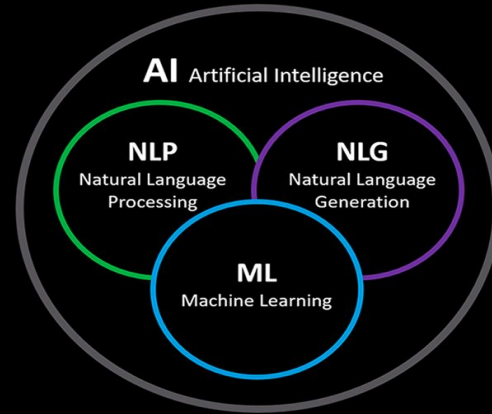 AI Artificial Intelligence
NLP
Natural Language
Processing
NLG
Natural Language
Generation
ML
Machine Learning